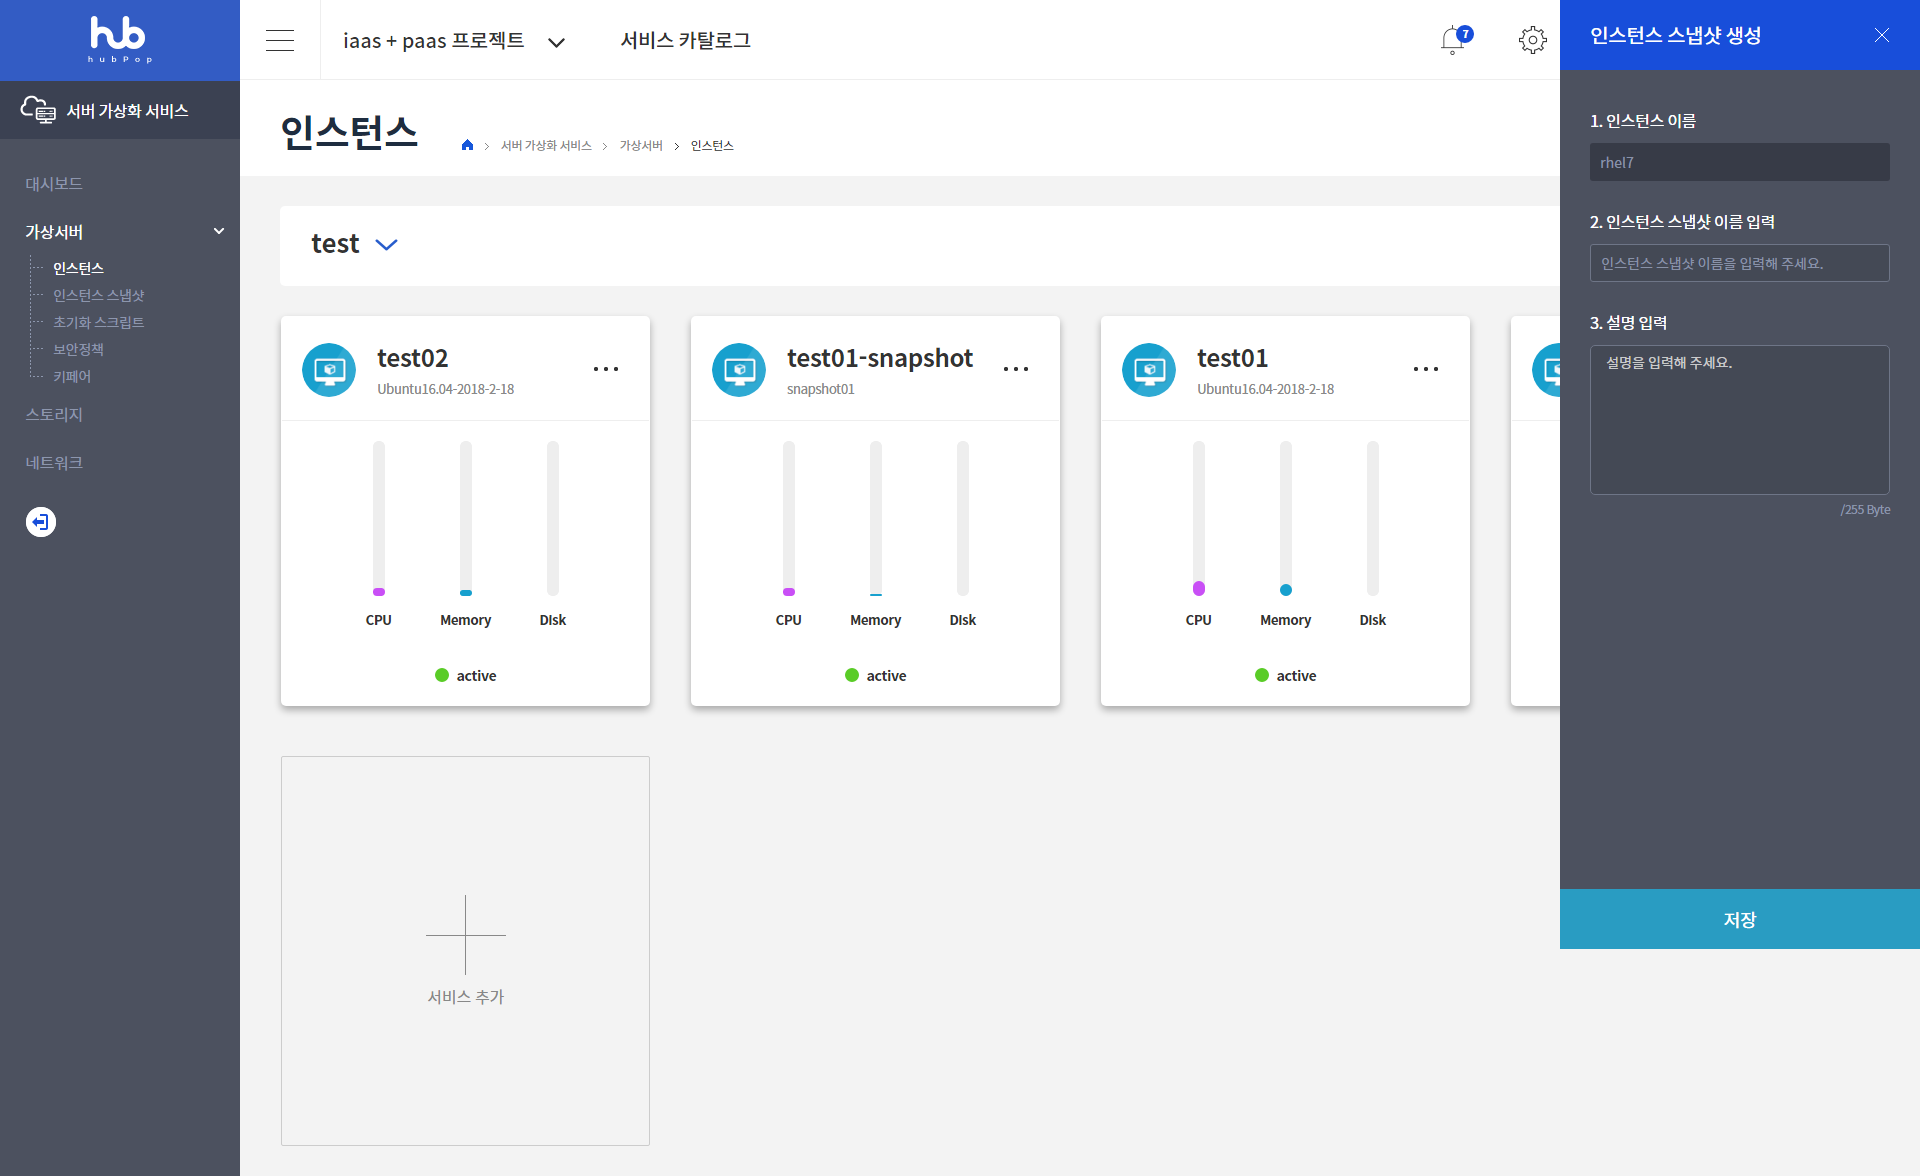 hub
hubPop
서버 가상화 서비스
대시보드
가상서버
인스턴스
인스턴스 스냅샷
초기화 스크립트
보안정책
키페어
스토리지
네트워크
iaas + paas 프로젝트
서비스 카탈로그
7
인스턴스
서버 가상화 서비스
가상서버
인스턴스
test
test02
Ubuntu16.04-2018-2-18
CPU
Memory
DIsk
active
test01-snapshot
snapshot01
CPU
Memory
DIsk
active
test01
Ubuntu16.04-2018-2-18
CPU
Memory
DIsk
active
서비스 추가
인스턴스 스냅샷 생성
1. 인스턴스 이름
rhel7
2. 인스턴스 스냅샷 이름 입력
인스턴스 스냅샷 이름을 입력해 주세요.
3. 설명 입력
설명을 입력해 주세요.
/255 Byte
저장